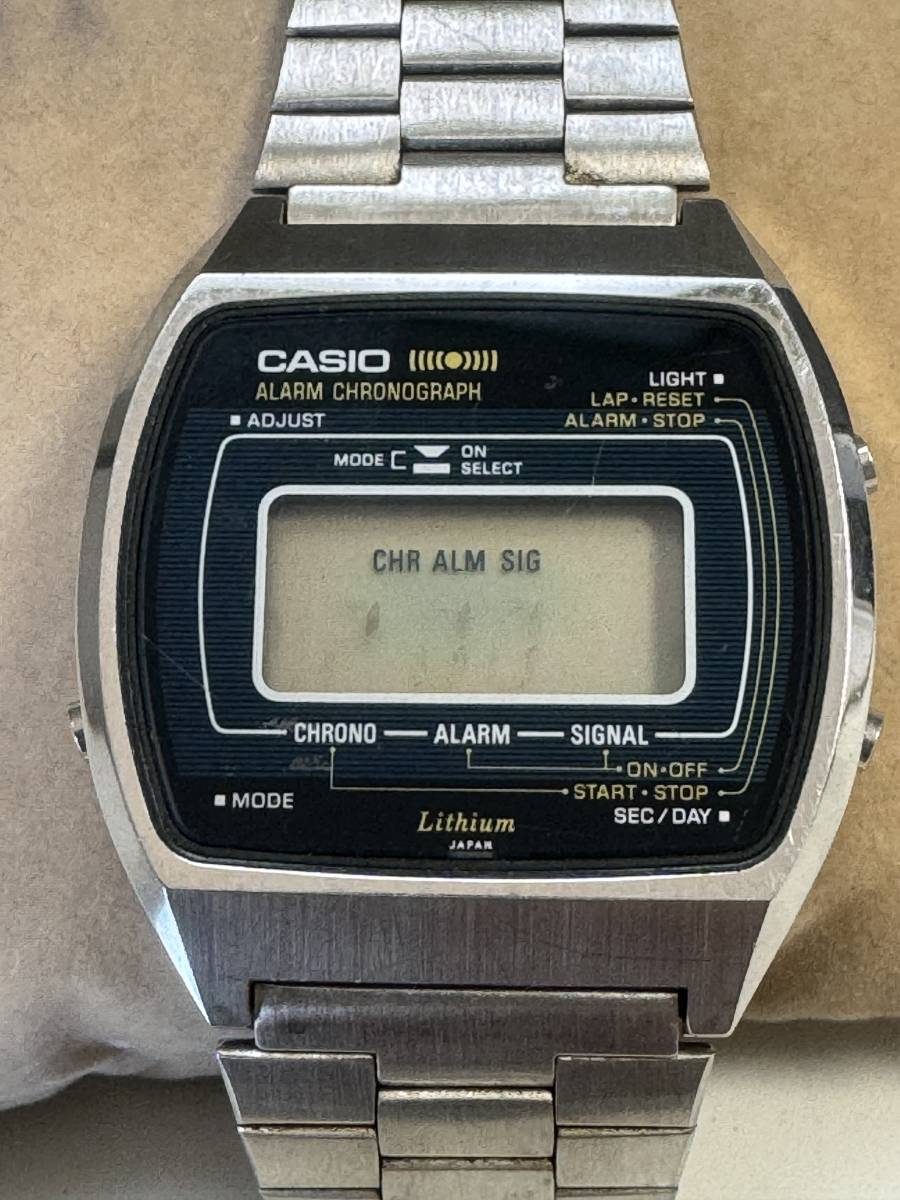 CASIO
ALARM CHRONOGRAPH
LIGHT
LAP•RESET
ADJUST
ALARM•STOP
MODE
ON
SELECT
CHR ALM SIG
CHRONO
ALARM
SIGNAL
ON•OFF
START•STOP
MODE
SEC/DAY
Lithium
JAPAN